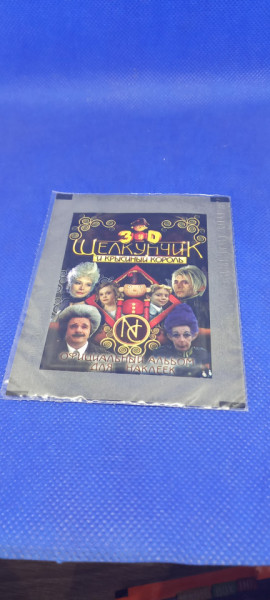 3D
Щелкунчик
и крысиный король
Официальный альбом
для наклеек